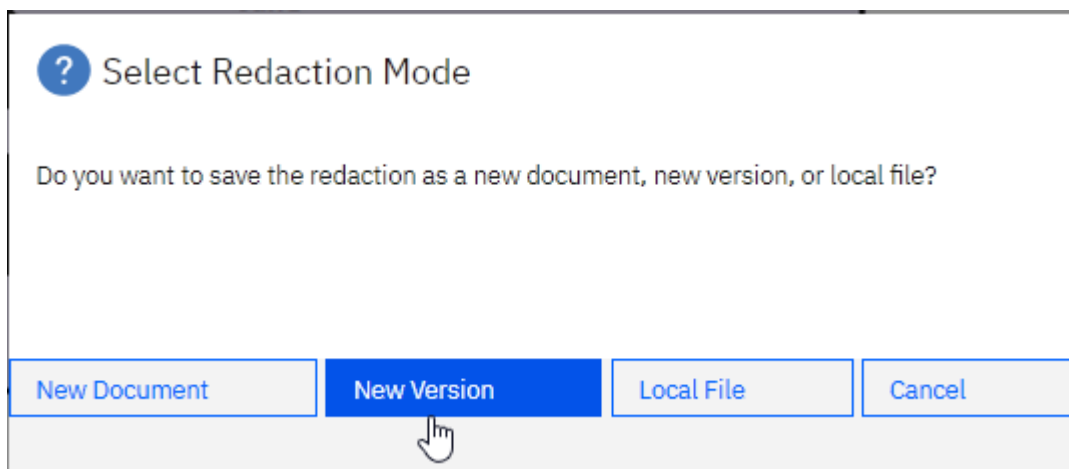 Select Redaction Mode
Do you want to save the redaction as a new document, new version, or local file?
New Document
New Version
Local File
Cancel